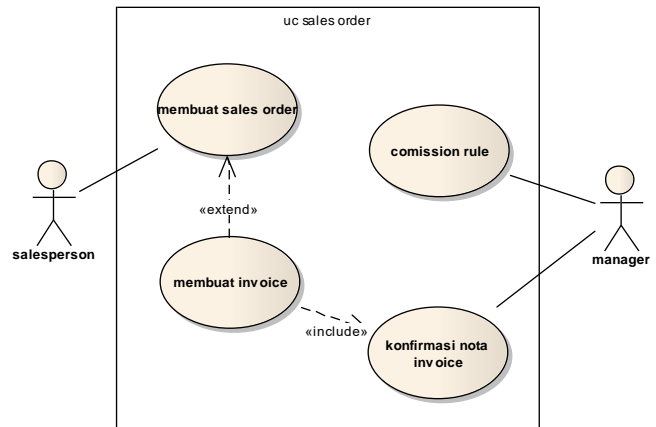 uc sales order
membuat sales order
comission rule
«extend»
salesperson
manager
membuat invoice
«include»
konfirmasi nota
invoice